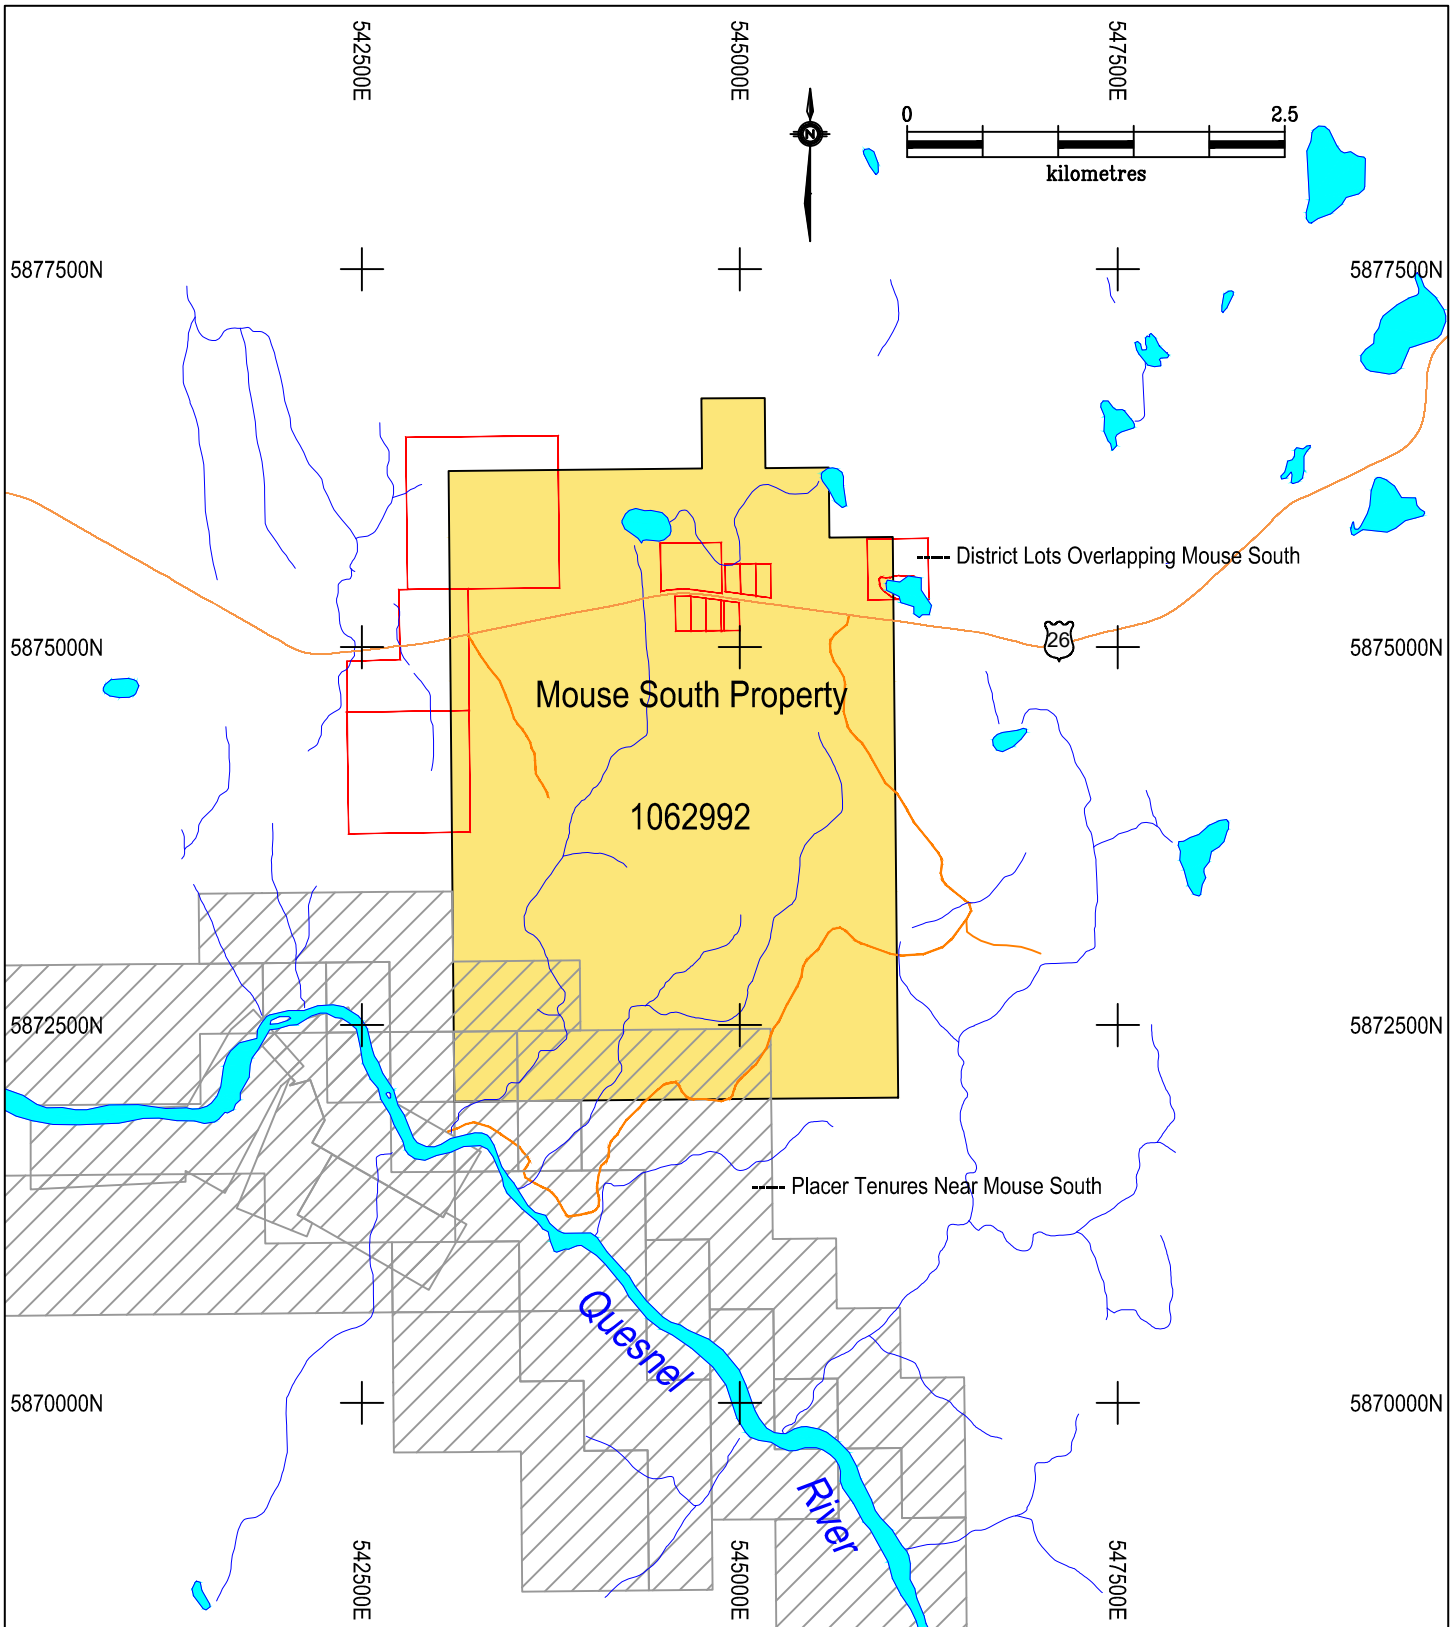 542500E
545000E
547500E
N
0
2.5
kilometres
5877500N
5877500N
District Lots Overlapping Mouse South
5875000N
26
5875000N
Mouse South Property
1062992
5872500N
5872500N
Placer Tenures Near Mouse South
Quesnel
5870000N
5870000N
River
542500E
545000E
547500E